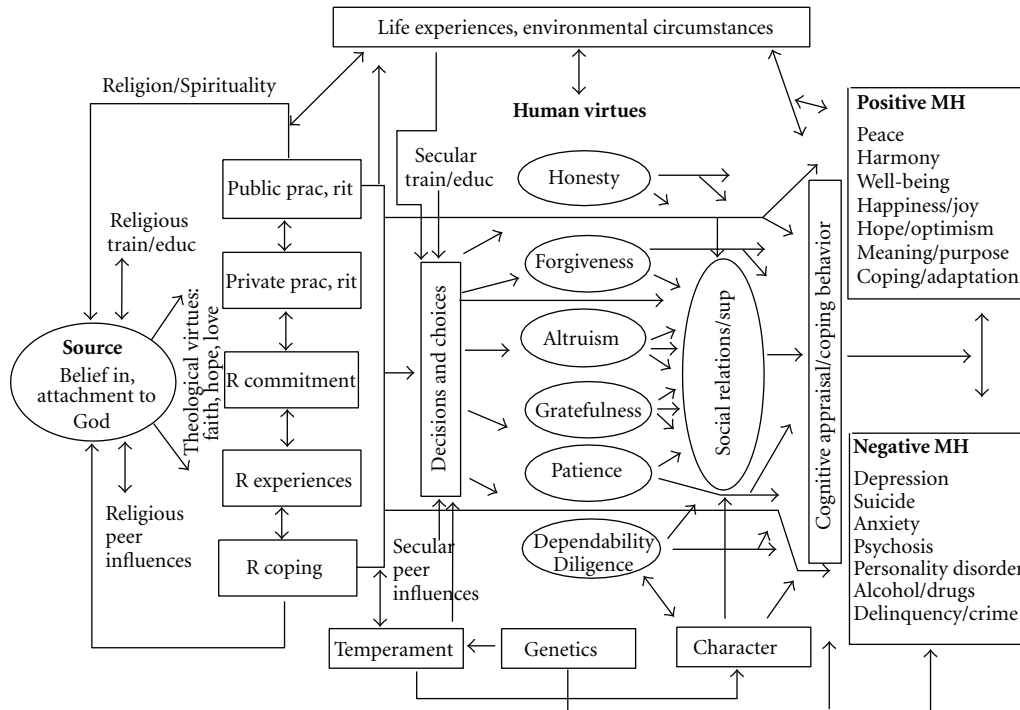 Life experiences, environmental circumstances
Religion/Spirituality
Human virtues
Secular
train/educ
Religious
train/educ
Public prac, rit
Private prac, rit
R commitment
R experiences
R coping
Source
Belief in,
attachment to
God
Theological virtues:
faith, hope, love
Religious
peer
influences
Decisions and choices
Secular
peer
influences
Honesty
Forgiveness
Altruism
Gratefulness
Patience
Dependability
Diligence
Social relations/sup
Cognitive appraisal/coping behavior
Positive MH
Peace
Harmony
Well-being
Happiness/joy
Hope/optimism
Meaning/purpose
Coping/adaptation
Negative MH
Depression
Suicide
Anxiety
Psychosis
Personality disorder
Alcohol/drugs
Delinquency/crime
Temperament
Genetics
Character